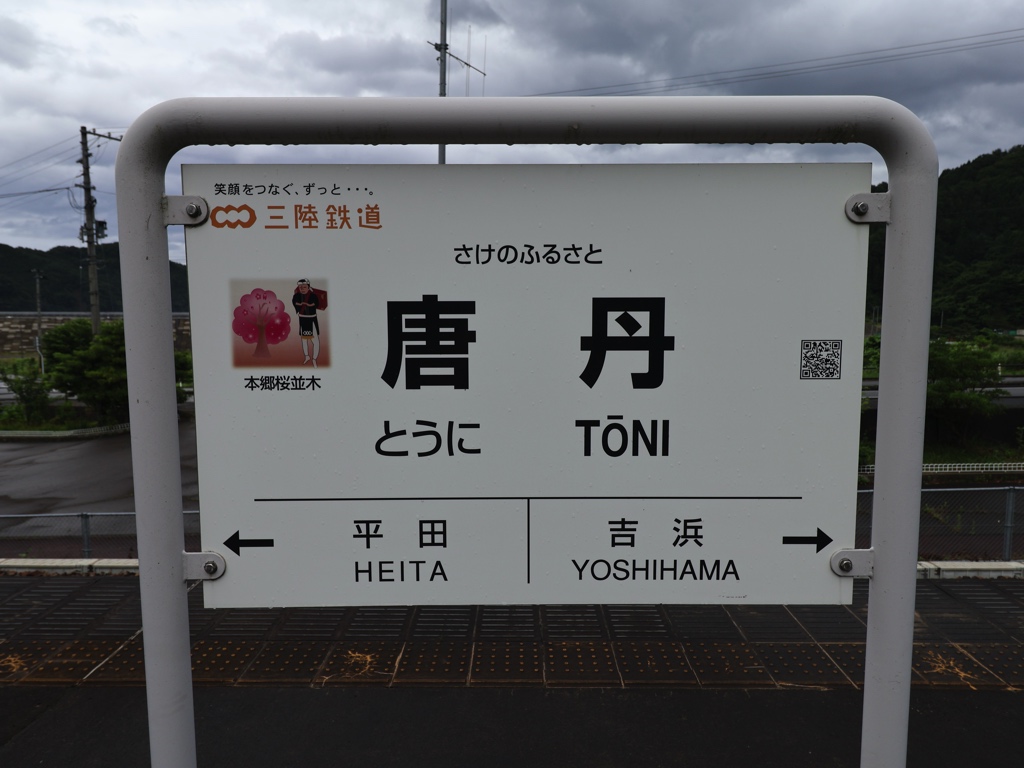 笑顔をつなぐ、ずっと・・・。
三陸鉄道
さけのふるさと
唐丹
本郷桜並木
とうに TŌNI
平田 吉浜
HEITA YOSHIHAMA